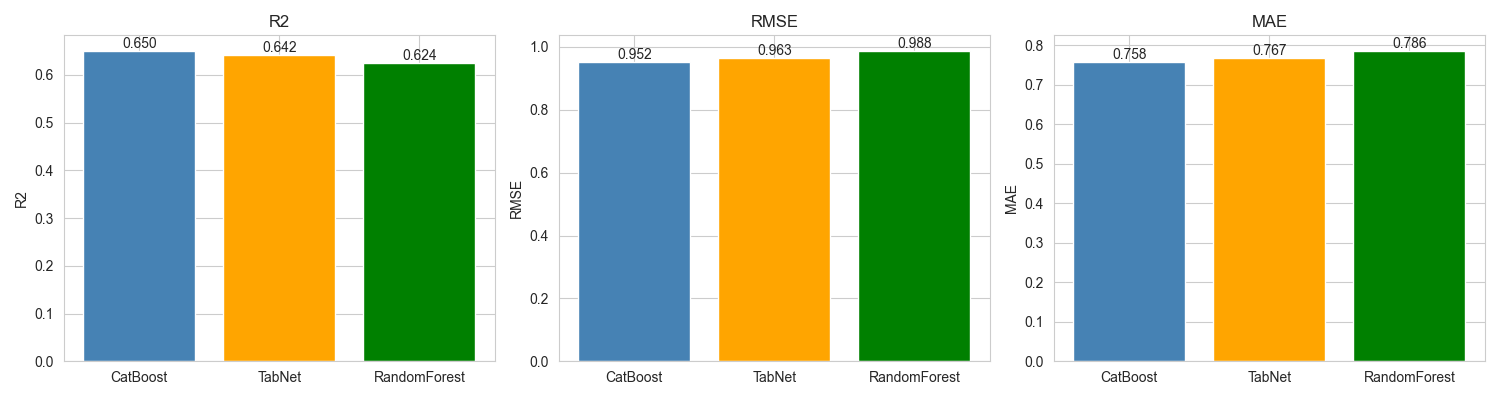 R2
0.650
0.642
0.624
0.6
0.5
0.4
0.3
0.2
0.1
0.0
R2
CatBoost
TabNet
RandomForest
RMSE
0.952
0.963
0.988
1.0
0.8
0.6
0.4
0.2
0.0
RMSE
CatBoost
TabNet
RandomForest
MAE
0.758
0.767
0.786
0.8
0.7
0.6
0.5
0.4
0.3
0.2
0.1
0.0
MAE
CatBoost
TabNet
RandomForest